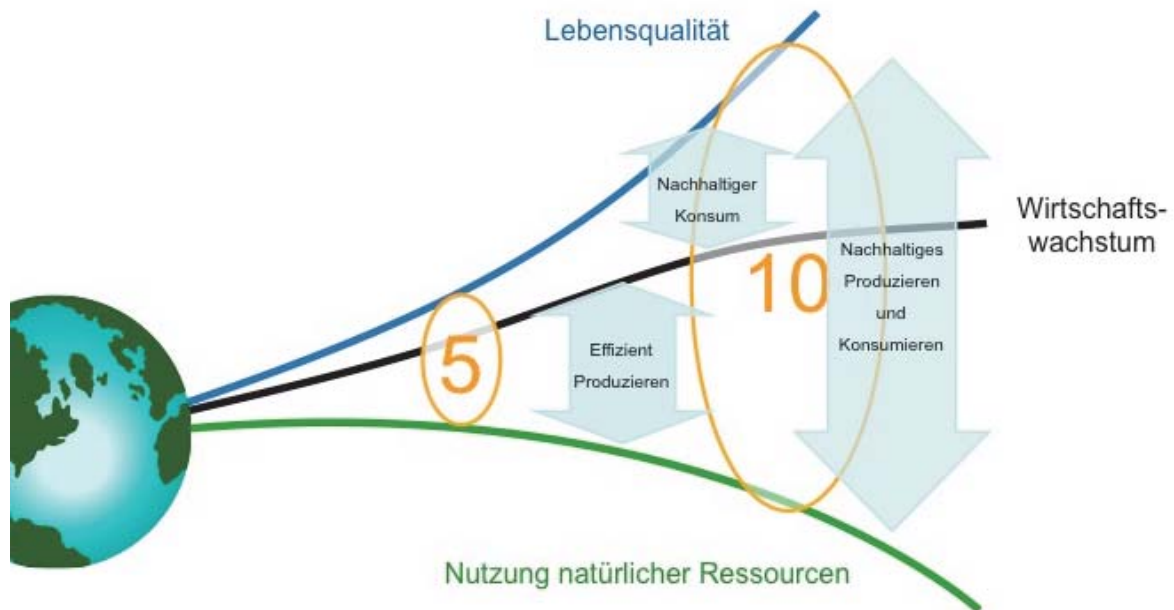 Lebensqualität
Nachhaltiger
Konsum
Wirtschafts-
wachstum
10
Nachhaltiges
Produzieren
und
Konsumieren
5
Effizient
Produzieren
Nutzung natürlicher Ressourcen